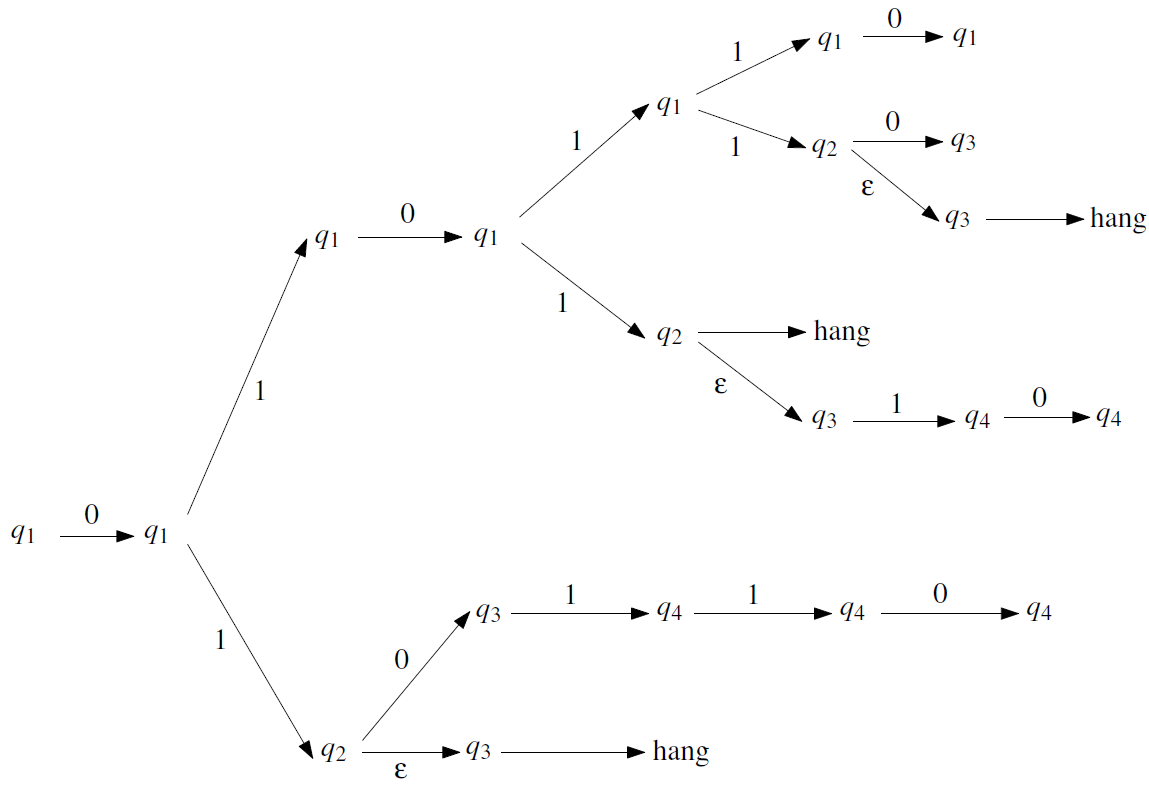 0
1 q₁ → q₁
q₁
1 0
1 q₂ → q₃
0 ε
q₁ → q₁ q₃ → hang
1
q₂ → hang
ε
1 1 0
q₃ → q₄ → q₄
0
q₁ → q₁
1 1 0
q₃ → q₄ → q₄ → q₄
1
0
q₂ → q₃ → hang
ε